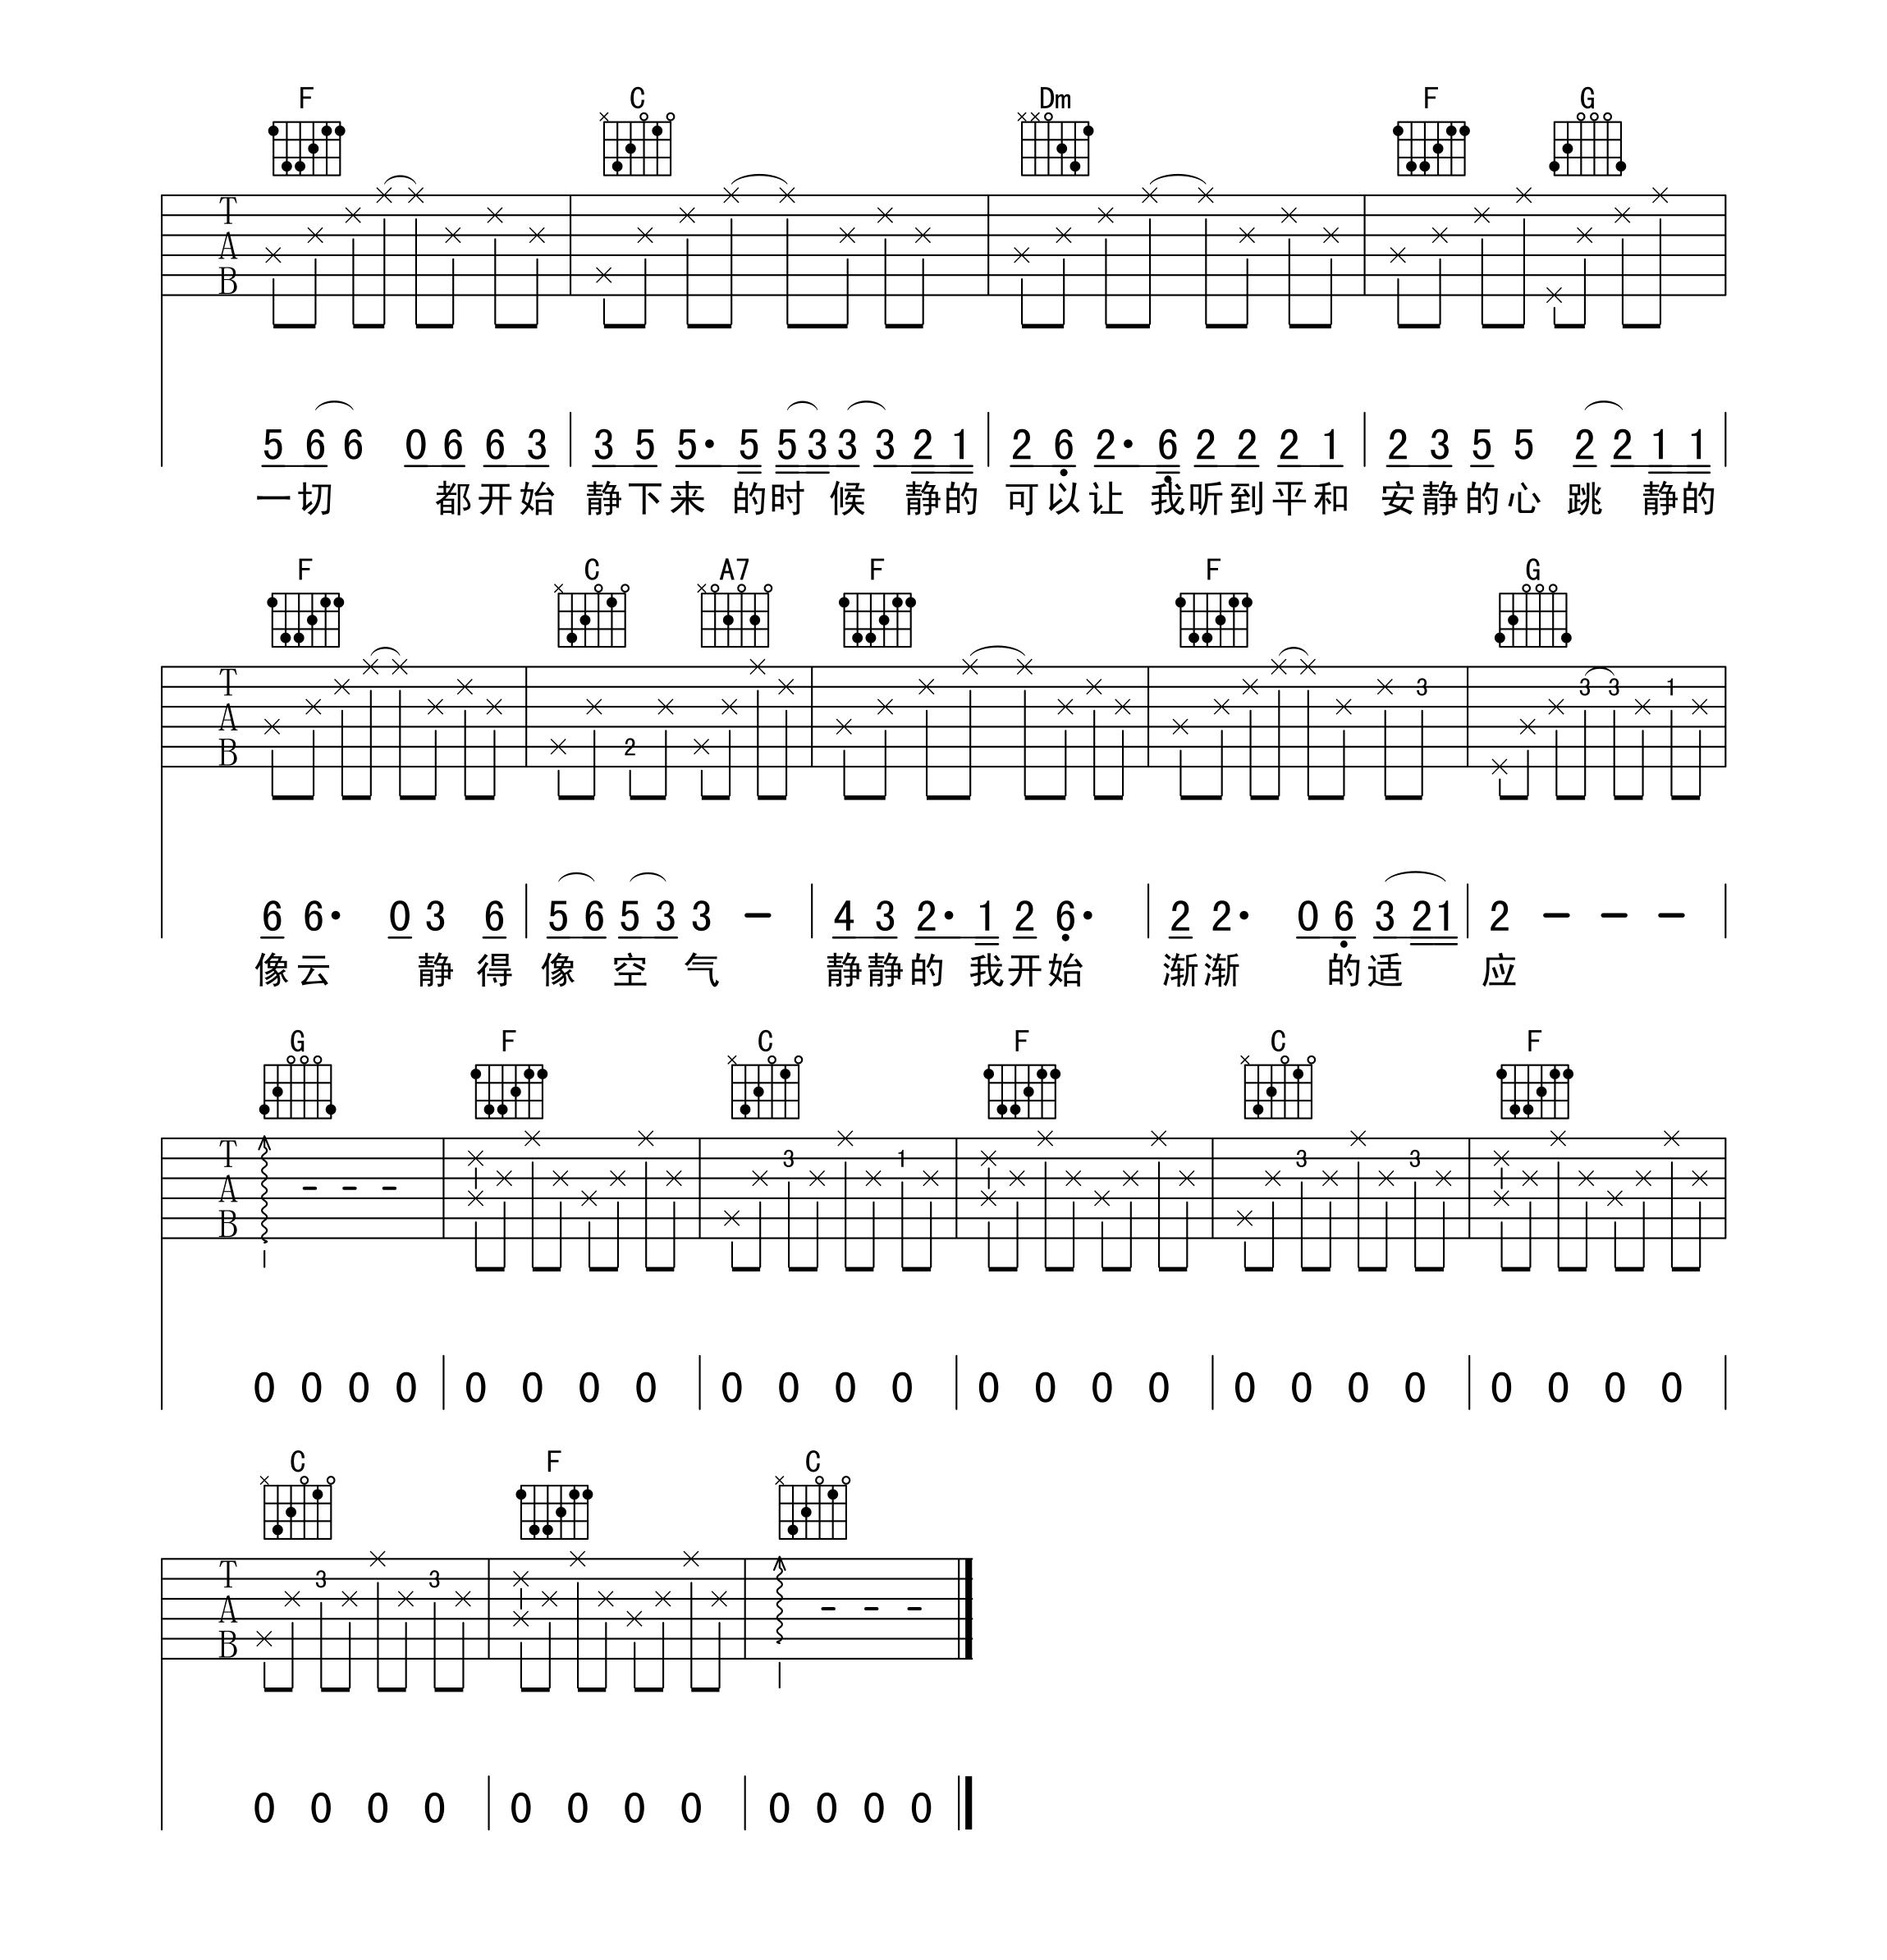 F C Dm F G
T
A
B
5 6 6 0 6 6 3 3 5 5· 5 5 3 3 3 2 1 2 6 2· 6 2 2 2 1 2 3 5 5 2 2 1 1
一切 都开始 静下来 的时 候 静的 可以让 我听到平和 安静的心 跳 静的
F C A7 F F G
T 3 3 3 1
A
B 2
6 6· 0 3 6 5 6 5 3 3 – 4 3 2· 1 2 6· 2 2· 0 6 3 2 1 2 – – –
像云 静得 像 空 气 静静的 我开始 渐渐 的适 应
G F C F C F
T 3 1 3 3
A – – –
B
0 0 0 0 0 0 0 0 0 0 0 0 0 0 0 0 0 0 0 0 0 0 0 0
C F C
T 3 3
A – – –
B
0 0 0 0 0 0 0 0 0 0 0 0